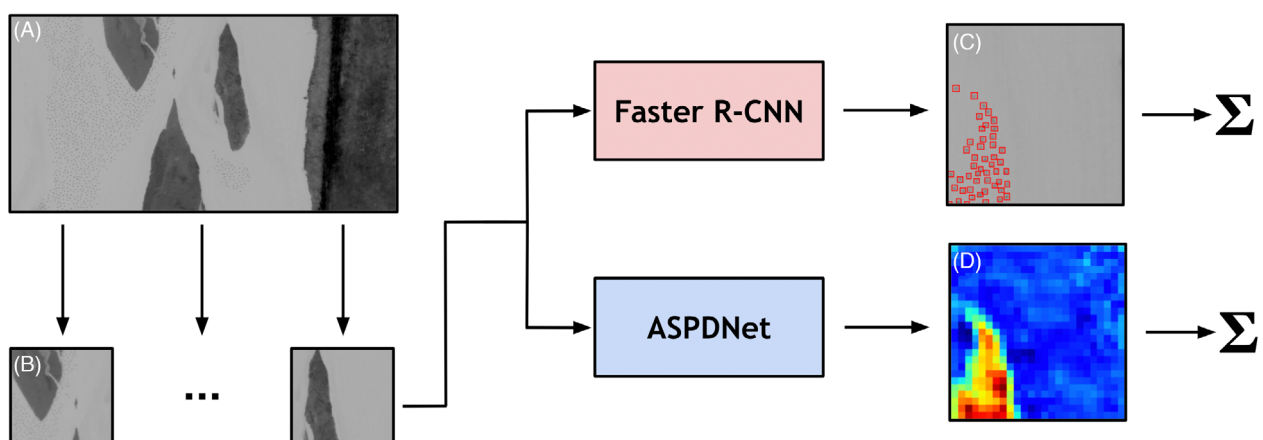 (A)
Faster R-CNN
(C)
Σ
(B)
...
ASPDNet
(D)
Σ